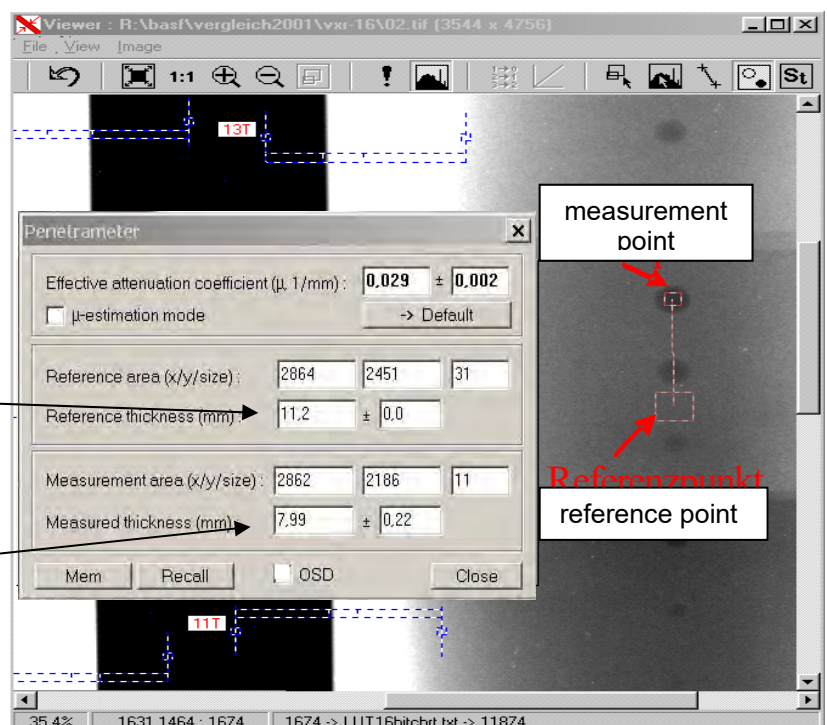 Viewer : R:\basf\vergleich2001\vxr-16\02.tif (3544 x 4756)
File View Image
1:1 St
13T
measurement
point
Penetrameter
Effective attenuation coefficient (μ, 1/mm) : 0,029 ± 0,002
μ-estimation mode -> Default
Reference area (x/y/size) : 2864 2451 31
Reference thickness (mm) : 11,2 ± 0,0
Measurement area (x/y/size) : 2862 2186 11
Measured thickness (mm) 7,99 ± 0,22
Mem Recall OSD Close
Referenzpunkt
reference point
11T
35.4% 1631,1464 : 1674 1674 -> LUT16bitchrt.txt -> 11874